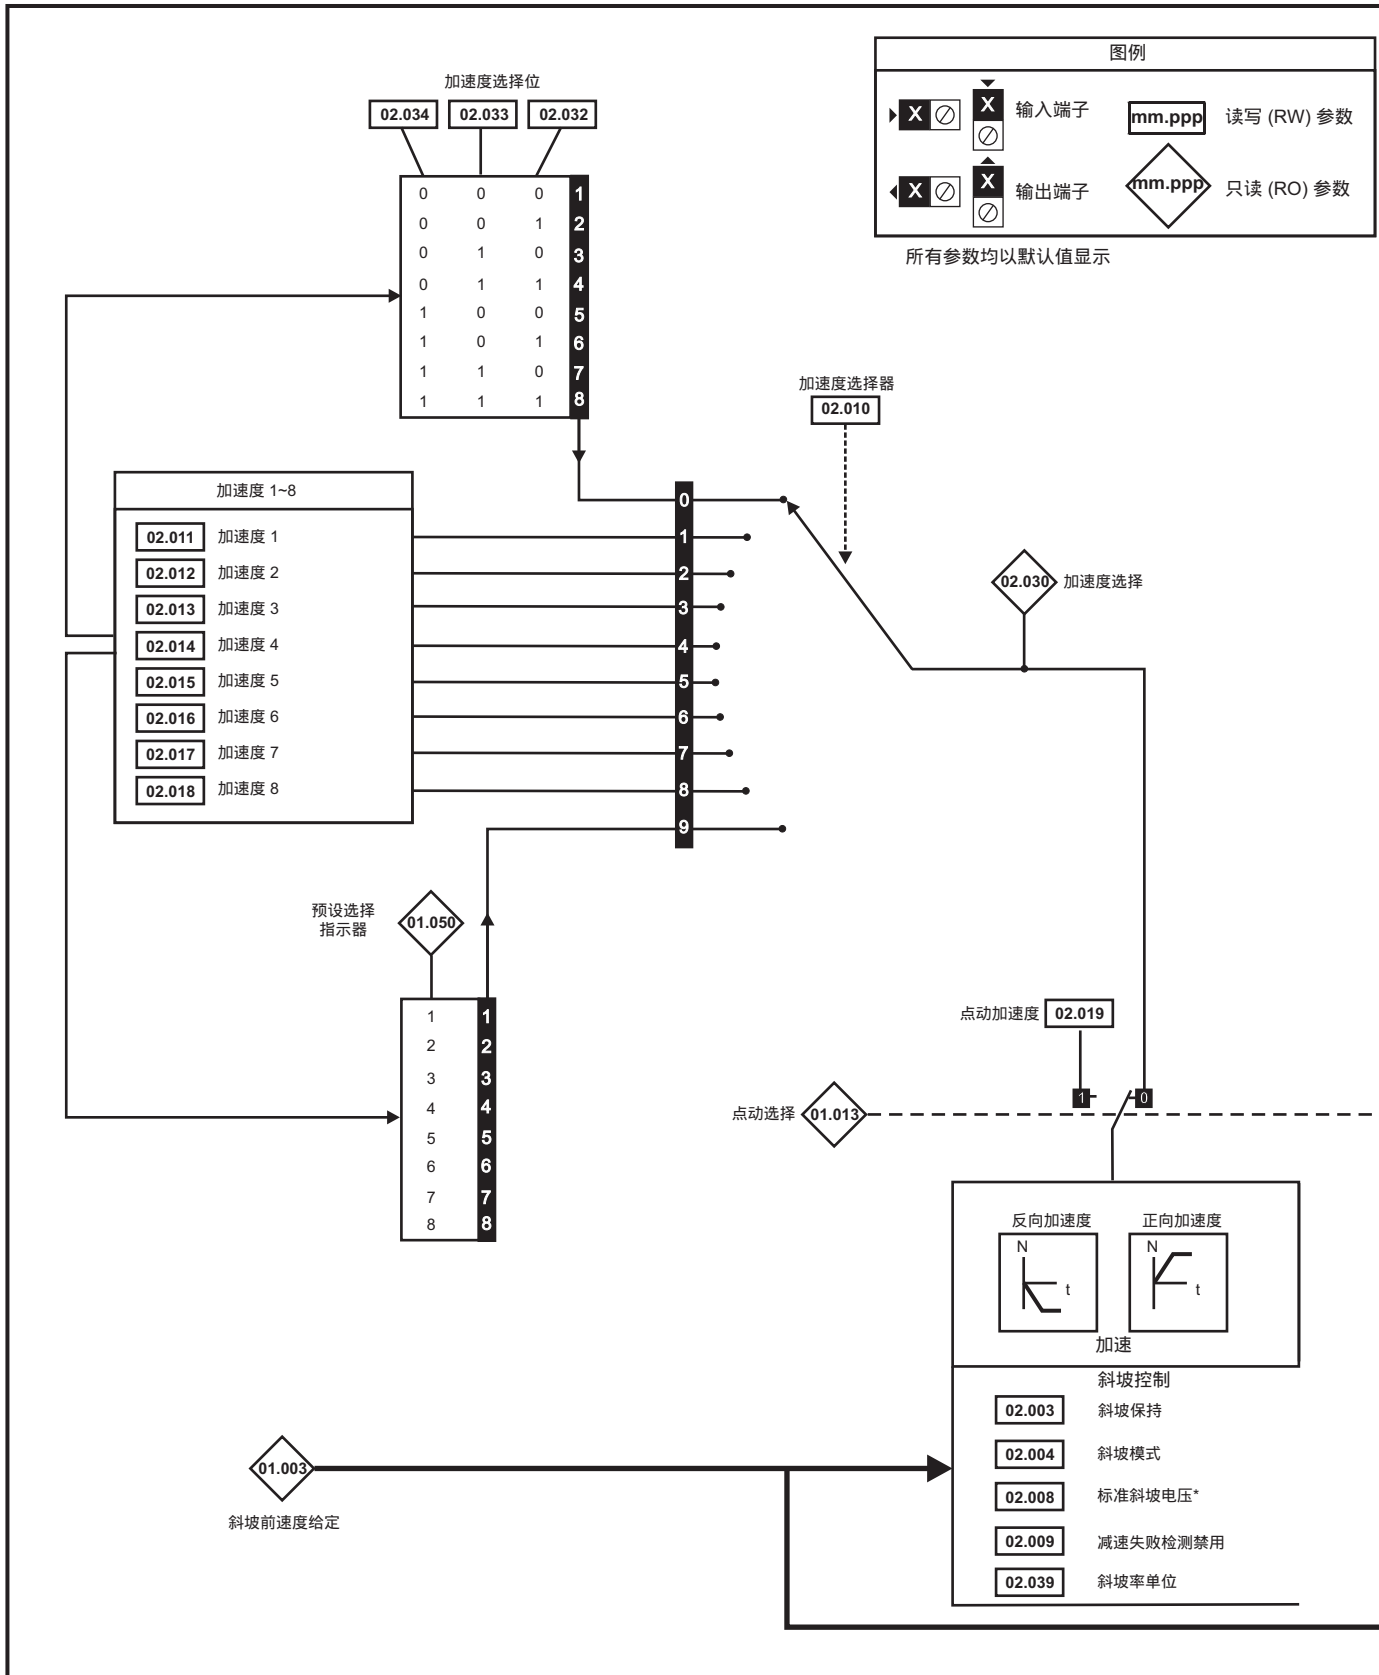 图例
X
X
输入端子
mm.ppp
读写 (RW) 参数
X
X
输出端子
mm.ppp
只读 (RO) 参数
所有参数均以默认值显示
加速度选择位
02.034
02.033
02.032
0 0 0 1
0 0 1 2
0 1 0 3
0 1 1 4
1 0 0 5
1 0 1 6
1 1 0 7
1 1 1 8
加速度选择器
02.010
加速度 1~8
02.011 加速度 1
02.012 加速度 2
02.013 加速度 3
02.014 加速度 4
02.015 加速度 5
02.016 加速度 6
02.017 加速度 7
02.018 加速度 8
0
1
2
3
4
5
6
7
8
9
02.030 加速度选择
预设选择
指示器
01.050
1 1
2 2
3 3
4 4
5 5
6 6
7 7
8 8
点动加速度 02.019
1 0
点动选择 01.013
反向加速度
正向加速度
N
t
N
t
加速
斜坡控制
02.003 斜坡保持
02.004 斜坡模式
02.008 标准斜坡电压*
02.009 减速失败检测禁用
02.039 斜坡率单位
01.003
斜坡前速度给定